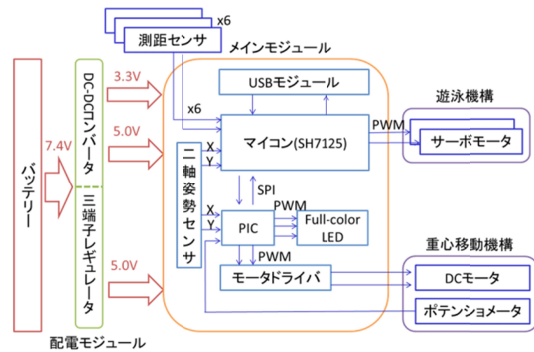 x6
測距センサ
メインモジュール
USBモジュール
x6
マイコン(SH7125)
PWM
遊泳機構
サーボモータ
バッテリー
7.4V
DC-DCコンバータ
三端子レギュレータ
3.3V
5.0V
5.0V
配電モジュール
二軸姿勢センサ
X
Y
X
Y
SPI
PWM
PIC
Full-color
LED
PWM
モータドライバ
重心移動機構
DCモータ
ポテンショメータ